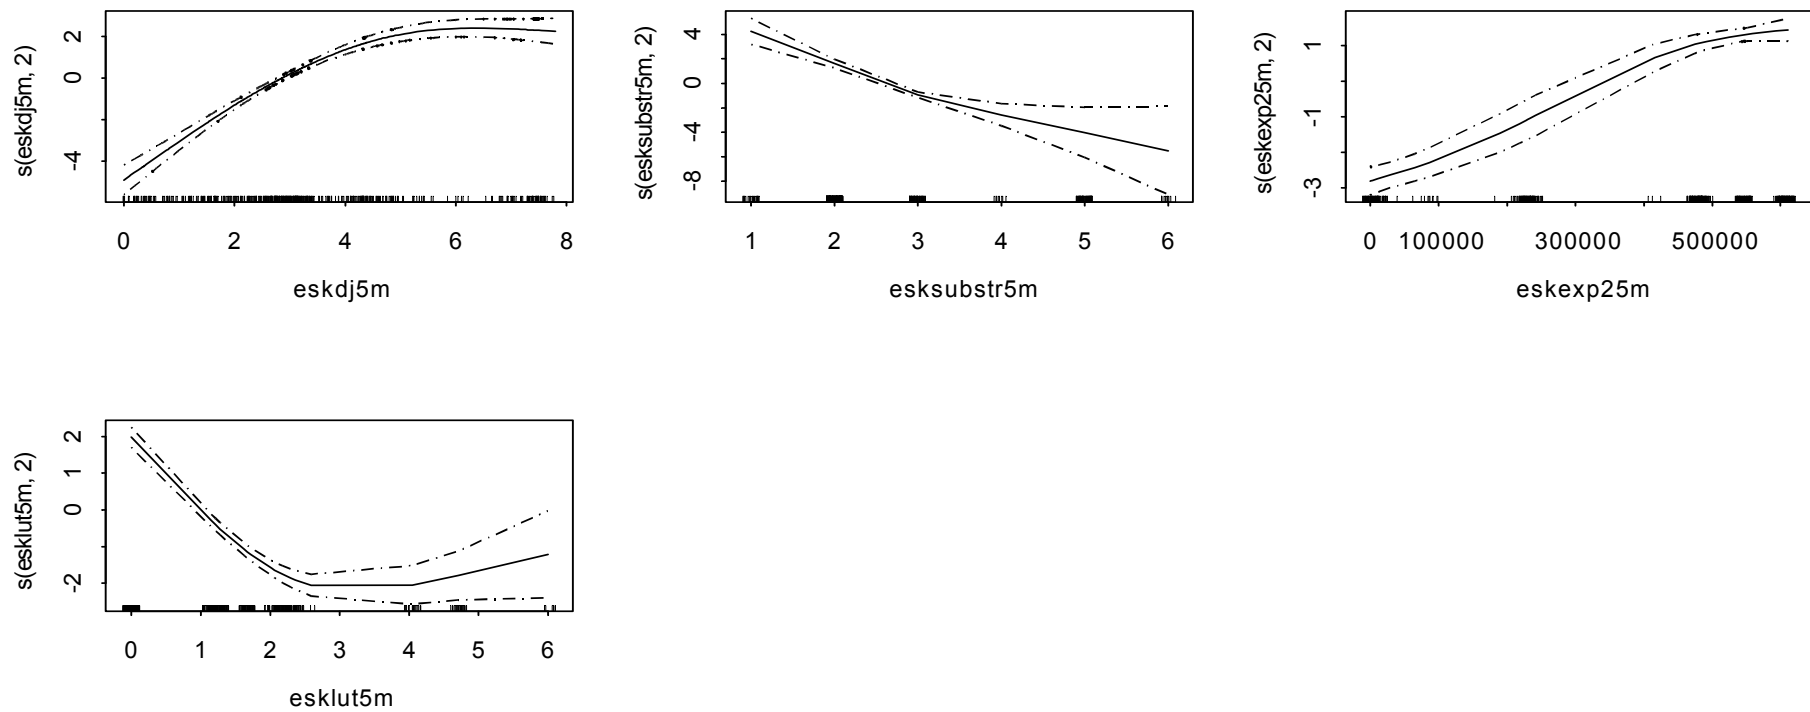 s(eskdj5m, 2)
2
0
-4
0 2 4 6 8
eskdj5m
s(esksubstr5m, 2)
4
0
-4
-8
1 2 3 4 5 6
esksubstr5m
s(eskexp25m, 2)
1
-1
-3
0 100000 300000 500000
eskexp25m
s(esklut5m, 2)
2
1
0
-2
0 1 2 3 4 5 6
esklut5m